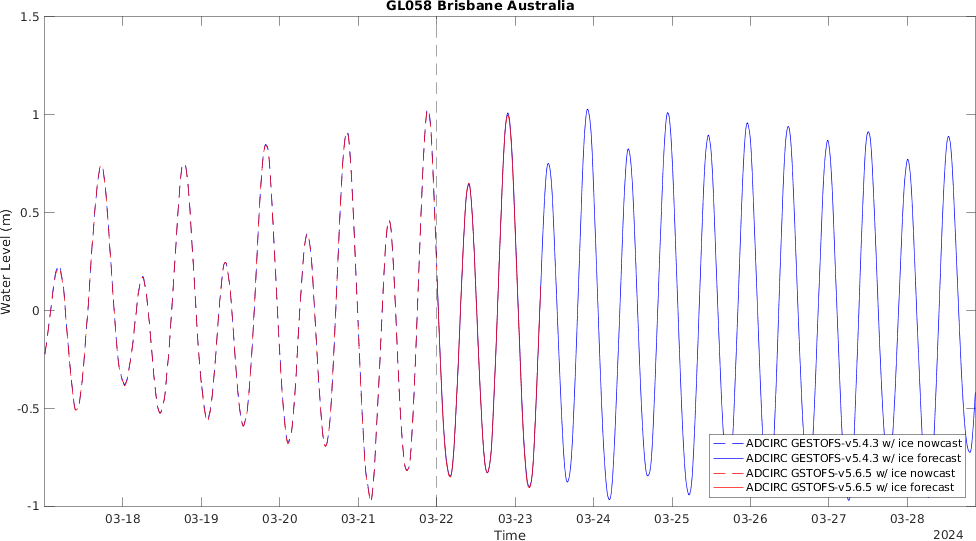 GL058 Brisbane Australia
1.5
1
0.5
0
-0.5
-1
Water Level (m)
ADCIRC GESTOFS-v5.4.3 w/ ice nowcast
ADCIRC GESTOFS-v5.4.3 w/ ice forecast
ADCIRC GSTOFS-v5.6.5 w/ ice nowcast
ADCIRC GSTOFS-v5.6.5 w/ ice forecast
03-18 03-19 03-20 03-21 03-22 03-23 03-24 03-25 03-26 03-27 03-28
Time
2024